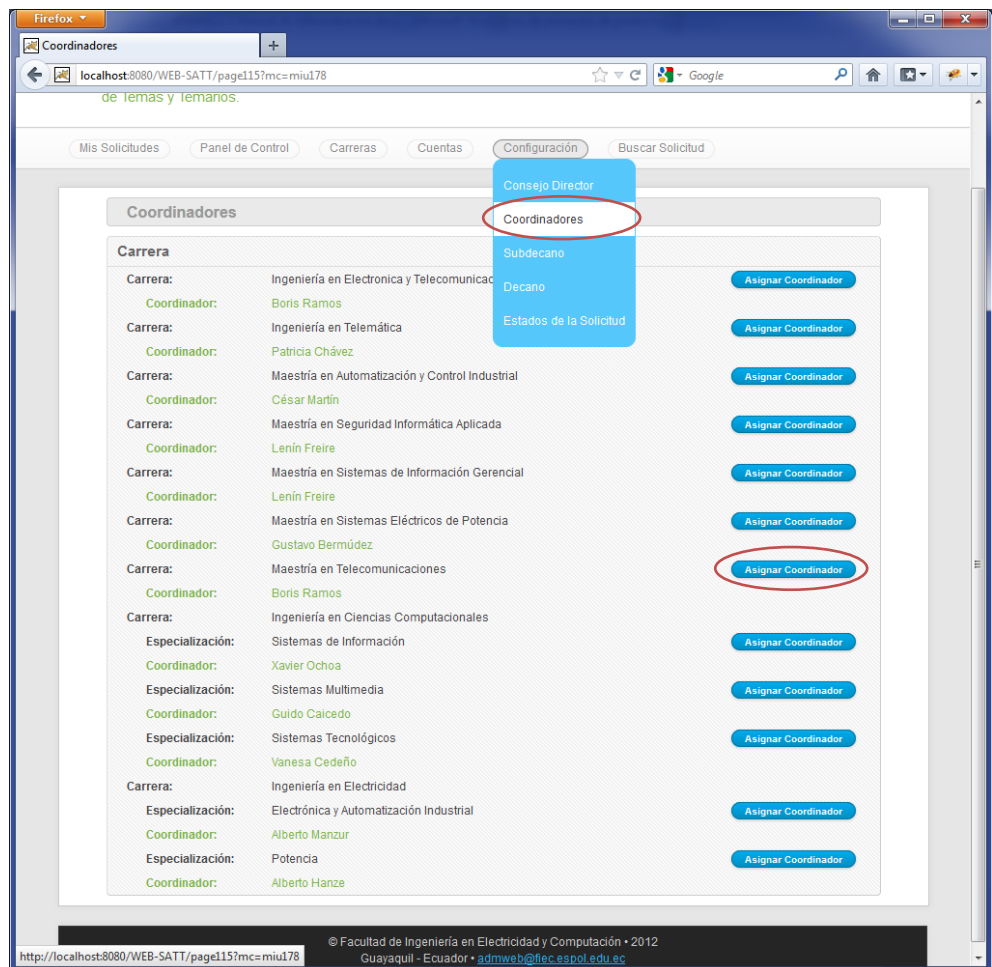 Firefox
Coordinadores
localhost:8080/WEB-SATT/page115?mc=miu178
Google
de Temas y Temarios.
Mis Solicitudes Panel de Control Carreras Cuentas Configuración Buscar Solicitud
Consejo Director
Coordinadores
Subdecano
Decano
Estados de la Solicitud
Coordinadores
Carrera
Carrera: Ingeniería en Electronica y Telecomunicac Asignar Coordinador
Coordinador: Boris Ramos
Carrera: Ingeniería en Telemática Asignar Coordinador
Coordinador: Patricia Chávez
Carrera: Maestría en Automatización y Control Industrial Asignar Coordinador
Coordinador: César Martín
Carrera: Maestría en Seguridad Informática Aplicada Asignar Coordinador
Coordinador: Lenín Freire
Carrera: Maestría en Sistemas de Información Gerencial Asignar Coordinador
Coordinador: Lenín Freire
Carrera: Maestría en Sistemas Eléctricos de Potencia Asignar Coordinador
Coordinador: Gustavo Bermúdez
Carrera: Maestría en Telecomunicaciones Asignar Coordinador
Coordinador: Boris Ramos
Carrera: Ingeniería en Ciencias Computacionales
Especialización: Sistemas de Información Asignar Coordinador
Coordinador: Xavier Ochoa
Especialización: Sistemas Multimedia Asignar Coordinador
Coordinador: Guido Caicedo
Especialización: Sistemas Tecnológicos Asignar Coordinador
Coordinador: Vanesa Cedeño
Carrera: Ingeniería en Electricidad
Especialización: Electrónica y Automatización Industrial Asignar Coordinador
Coordinador: Alberto Manzur
Especialización: Potencia Asignar Coordinador
Coordinador: Alberto Hanze
© Facultad de Ingeniería en Electricidad y Computación • 2012
Guayaquil - Ecuador • admweb@fiec.espol.edu.ec
http://localhost:8080/WEB-SATT/page115?mc=miu178